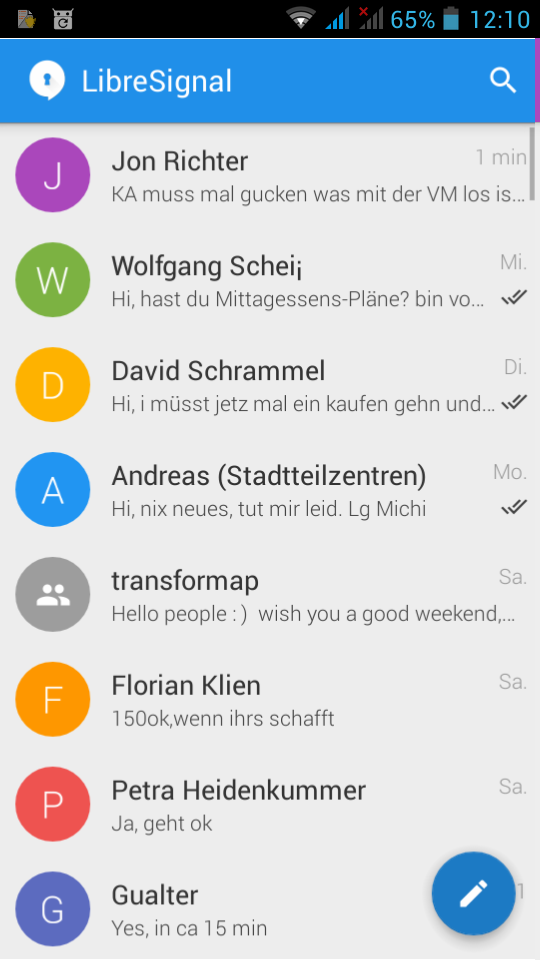 65% 12:10
LibreSignal
J Jon Richter 1 min
KA muss mal gucken was mit der VM los is...
W Wolfgang Schei¡ Mi.
Hi, hast du Mittagessens-Pläne? bin vo...
D David Schrammel Di.
Hi, i müsst jetz mal ein kaufen gehn und...
A Andreas (Stadtteilzentren) Mo.
Hi, nix neues, tut mir leid. Lg Michi
transformap Sa.
Hello people : )  wish you a good weekend,...
F Florian Klien Sa.
150ok,wenn ihrs schafft
P Petra Heidenkummer Sa.
Ja, geht ok
G Gualter
Yes, in ca 15 min